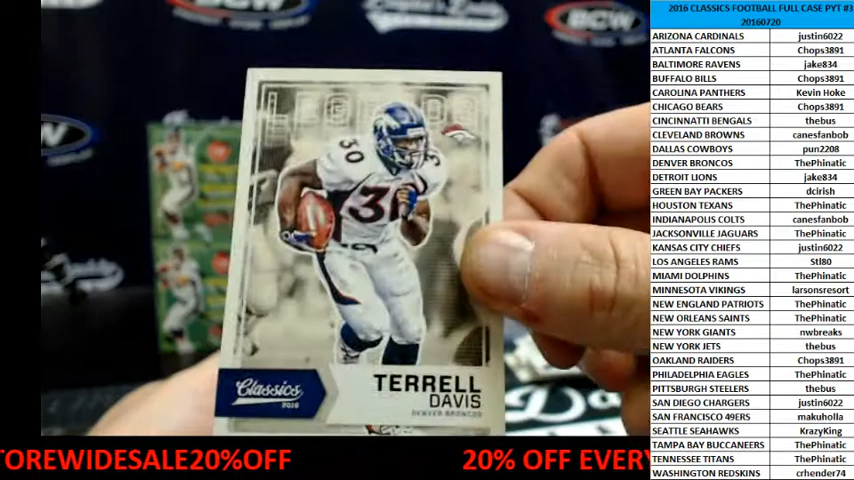 2016 CLASSICS FOOTBALL FULL CASE PYT #3
20160720
ARIZONA CARDINALS justin6022
ATLANTA FALCONS Chops3891
BALTIMORE RAVENS jake834
BUFFALO BILLS Chops3891
CAROLINA PANTHERS Kevin Hoke
CHICAGO BEARS Chops3891
CINCINNATI BENGALS thebus
CLEVELAND BROWNS canesfanbob
DALLAS COWBOYS pun2208
DENVER BRONCOS ThePhinatic
DETROIT LIONS jake834
GREEN BAY PACKERS dcirish
HOUSTON TEXANS ThePhinatic
INDIANAPOLIS COLTS canesfanbob
JACKSONVILLE JAGUARS ThePhinatic
KANSAS CITY CHIEFS justin6022
LOS ANGELES RAMS Stl80
MIAMI DOLPHINS ThePhinatic
MINNESOTA VIKINGS larsonsresort
NEW ENGLAND PATRIOTS ThePhinatic
NEW ORLEANS SAINTS ThePhinatic
NEW YORK GIANTS nwbreaks
NEW YORK JETS thebus
OAKLAND RAIDERS Chops3891
PHILADELPHIA EAGLES ThePhinatic
PITTSBURGH STEELERS thebus
SAN DIEGO CHARGERS justin6022
SAN FRANCISCO 49ERS makuholla
SEATTLE SEAHAWKS KrazyKing
TAMPA BAY BUCCANEERS ThePhinatic
TENNESSEE TITANS ThePhinatic
WASHINGTON REDSKINS crhender74
BCW
LEGENDS
30
3
Classics
2016
TERRELL
DAVIS
DENVER BRONCOS
TOREWIDESALE20%OFF 20% OFF EVERY